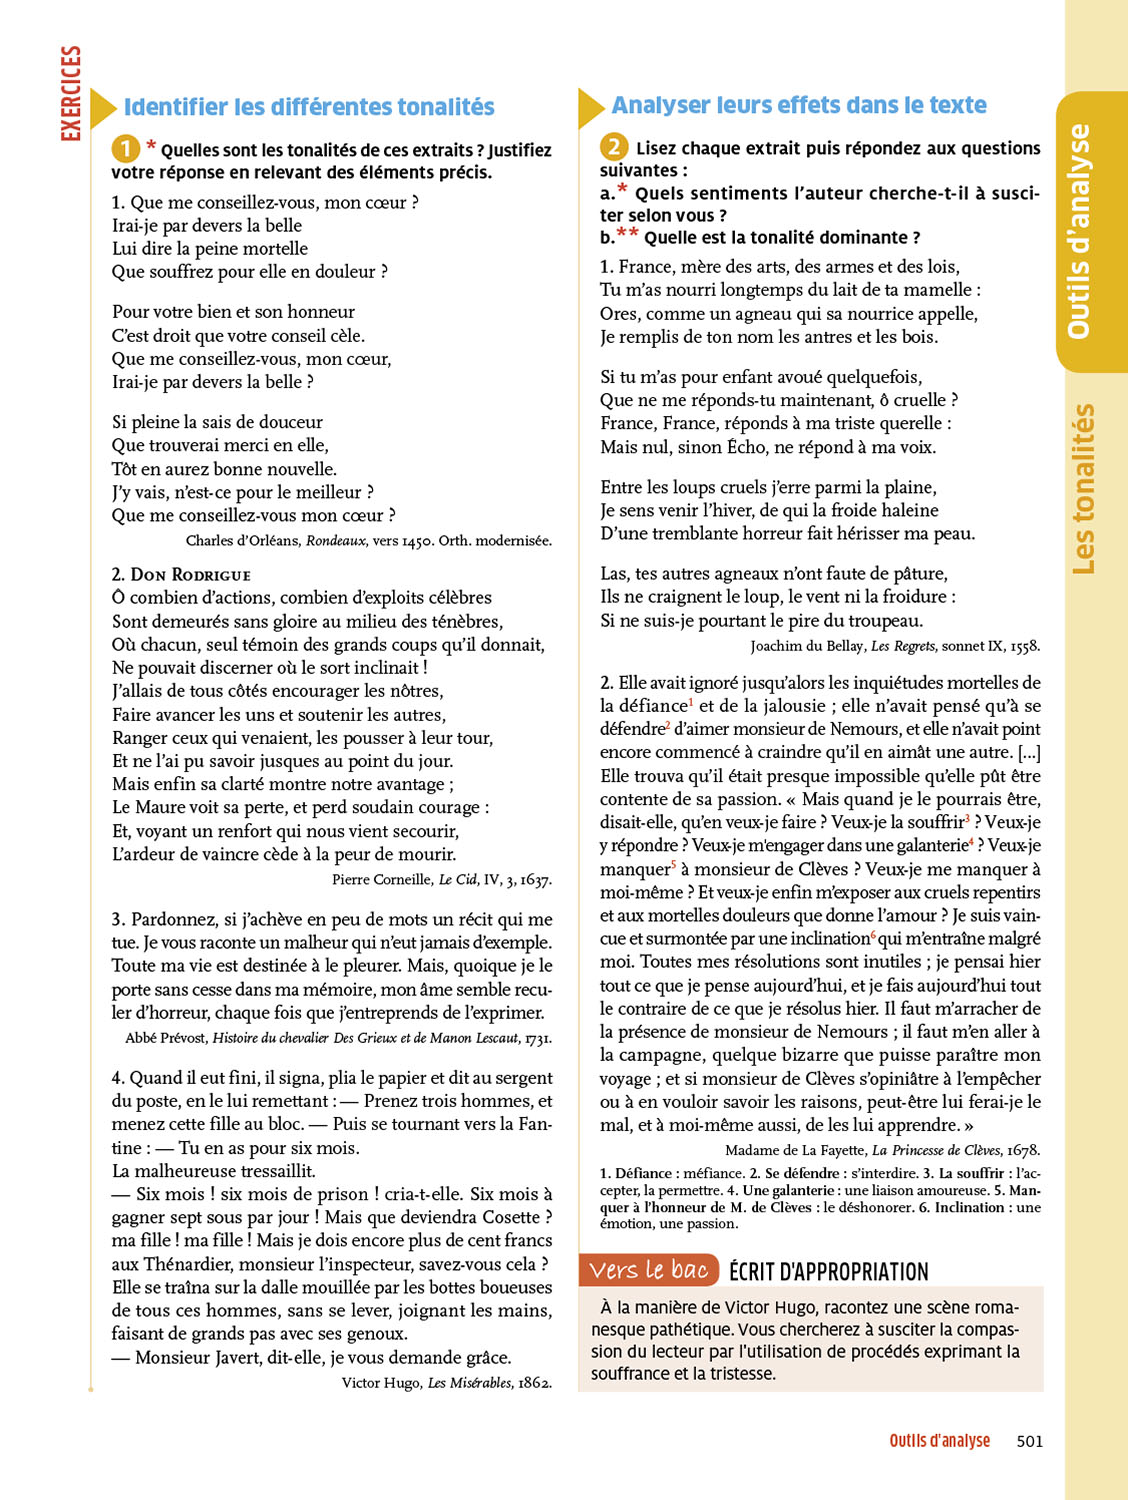 EXERCICES
Identifier les différentes tonalités
1 * Quelles sont les tonalités de ces extraits ? Justifiez
votre réponse en relevant des éléments précis.
1. Que me conseillez-vous, mon cœur ?
Irai-je par devers la belle
Lui dire la peine mortelle
Que souffrez pour elle en douleur ?
Pour votre bien et son honneur
C'est droit que votre conseil cèle.
Que me conseillez-vous, mon cœur,
Irai-je par devers la belle ?
Si pleine la sais de douceur
Que trouverai merci en elle,
Tôt en aurez bonne nouvelle.
J'y vais, n'est-ce pour le meilleur ?
Que me conseillez-vous mon cœur ?
Charles d'Orléans, Rondeaux, vers 1450. Orth. modernisée.
2. DON RODRIGUE
Ô combien d'actions, combien d'exploits célèbres
Sont demeurés sans gloire au milieu des ténèbres,
Où chacun, seul témoin des grands coups qu'il donnait,
Ne pouvait discerner où le sort inclinait !
J'allais de tous côtés encourager les nôtres,
Faire avancer les uns et soutenir les autres,
Ranger ceux qui venaient, les pousser à leur tour,
Et ne l'ai pu savoir jusques au point du jour.
Mais enfin sa clarté montre notre avantage ;
Le Maure voit sa perte, et perd soudain courage :
Et, voyant un renfort qui nous vient secourir,
L'ardeur de vaincre cède à la peur de mourir.
Pierre Corneille, Le Cid, IV, 3, 1637.
3. Pardonnez, si j'achève en peu de mots un récit qui me
tue. Je vous raconte un malheur qui n'eut jamais d'exemple.
Toute ma vie est destinée à le pleurer. Mais, quoique je le
porte sans cesse dans ma mémoire, mon âme semble recu-
ler d'horreur, chaque fois que j'entreprends de l'exprimer.
Abbé Prévost, Histoire du chevalier Des Grieux et de Manon Lescaut, 1731.
4. Quand il eut fini, il signa, plia le papier et dit au sergent
du poste, en le lui remettant : — Prenez trois hommes, et
menez cette fille au bloc. — Puis se tournant vers la Fan-
tine : — Tu en as pour six mois.
La malheureuse tressaillit.
— Six mois ! six mois de prison ! cria-t-elle. Six mois à
gagner sept sous par jour ! Mais que deviendra Cosette ?
ma fille ! ma fille ! Mais je dois encore plus de cent francs
aux Thénardier, monsieur l'inspecteur, savez-vous cela ?
Elle se traîna sur la dalle mouillée par les bottes boueuses
de tous ces hommes, sans se lever, joignant les mains,
faisant de grands pas avec ses genoux.
— Monsieur Javert, dit-elle, je vous demande grâce.
Victor Hugo, Les Misérables, 1862.
Analyser leurs effets dans le texte
2 Lisez chaque extrait puis répondez aux questions
suivantes :
a.* Quels sentiments l'auteur cherche-t-il à susci-
ter selon vous ?
b.** Quelle est la tonalité dominante ?
1. France, mère des arts, des armes et des lois,
Tu m'as nourri longtemps du lait de ta mamelle :
Ores, comme un agneau qui sa nourrice appelle,
Je remplis de ton nom les antres et les bois.
Si tu m'as pour enfant avoué quelquefois,
Que ne me réponds-tu maintenant, ô cruelle ?
France, France, réponds à ma triste querelle :
Mais nul, sinon Écho, ne répond à ma voix.
Entre les loups cruels j'erre parmi la plaine,
Je sens venir l'hiver, de qui la froide haleine
D'une tremblante horreur fait hérisser ma peau.
Las, tes autres agneaux n'ont faute de pâture,
Ils ne craignent le loup, le vent ni la froidure :
Si ne suis-je pourtant le pire du troupeau.
Joachim du Bellay, Les Regrets, sonnet IX, 1558.
2. Elle avait ignoré jusqu'alors les inquiétudes mortelles de
la défiance1 et de la jalousie ; elle n'avait pensé qu'à se
défendre2 d'aimer monsieur de Nemours, et elle n'avait point
encore commencé à craindre qu'il en aimât une autre. [...]
Elle trouva qu'il était presque impossible qu'elle pût être
contente de sa passion. « Mais quand je le pourrais être,
disait-elle, qu'en veux-je faire ? Veux-je la souffrir3 ? Veux-je
y répondre ? Veux-je m'engager dans une galanterie4 ? Veux-je
manquer5 à monsieur de Clèves ? Veux-je me manquer à
moi-même ? Et veux-je enfin m'exposer aux cruels repentirs
et aux mortelles douleurs que donne l'amour ? Je suis vain-
cue et surmontée par une inclination6 qui m'entraîne malgré
moi. Toutes mes résolutions sont inutiles ; je pensai hier
tout ce que je pense aujourd'hui, et je fais aujourd'hui tout
le contraire de ce que je résolus hier. Il faut m'arracher de
la présence de monsieur de Nemours ; il faut m'en aller à
la campagne, quelque bizarre que puisse paraître mon
voyage ; et si monsieur de Clèves s'opiniâtre à l'empêcher
ou à en vouloir savoir les raisons, peut-être lui ferai-je le
mal, et à moi-même aussi, de les lui apprendre. »
Madame de La Fayette, La Princesse de Clèves, 1678.
1. Défiance : méfiance. 2. Se défendre : s'interdire. 3. La souffrir : l'ac-
cepter, la permettre. 4. Une galanterie : une liaison amoureuse. 5. Man-
quer à l'honneur de M. de Clèves : le déshonorer. 6. Inclination : une
émotion, une passion.
Vers le bac ÉCRIT D'APPROPRIATION
À la manière de Victor Hugo, racontez une scène roma-
nesque pathétique. Vous chercherez à susciter la compas-
sion du lecteur par l'utilisation de procédés exprimant la
souffrance et la tristesse.
Outils d'analyse
Les tonalités
Outils d'analyse 501